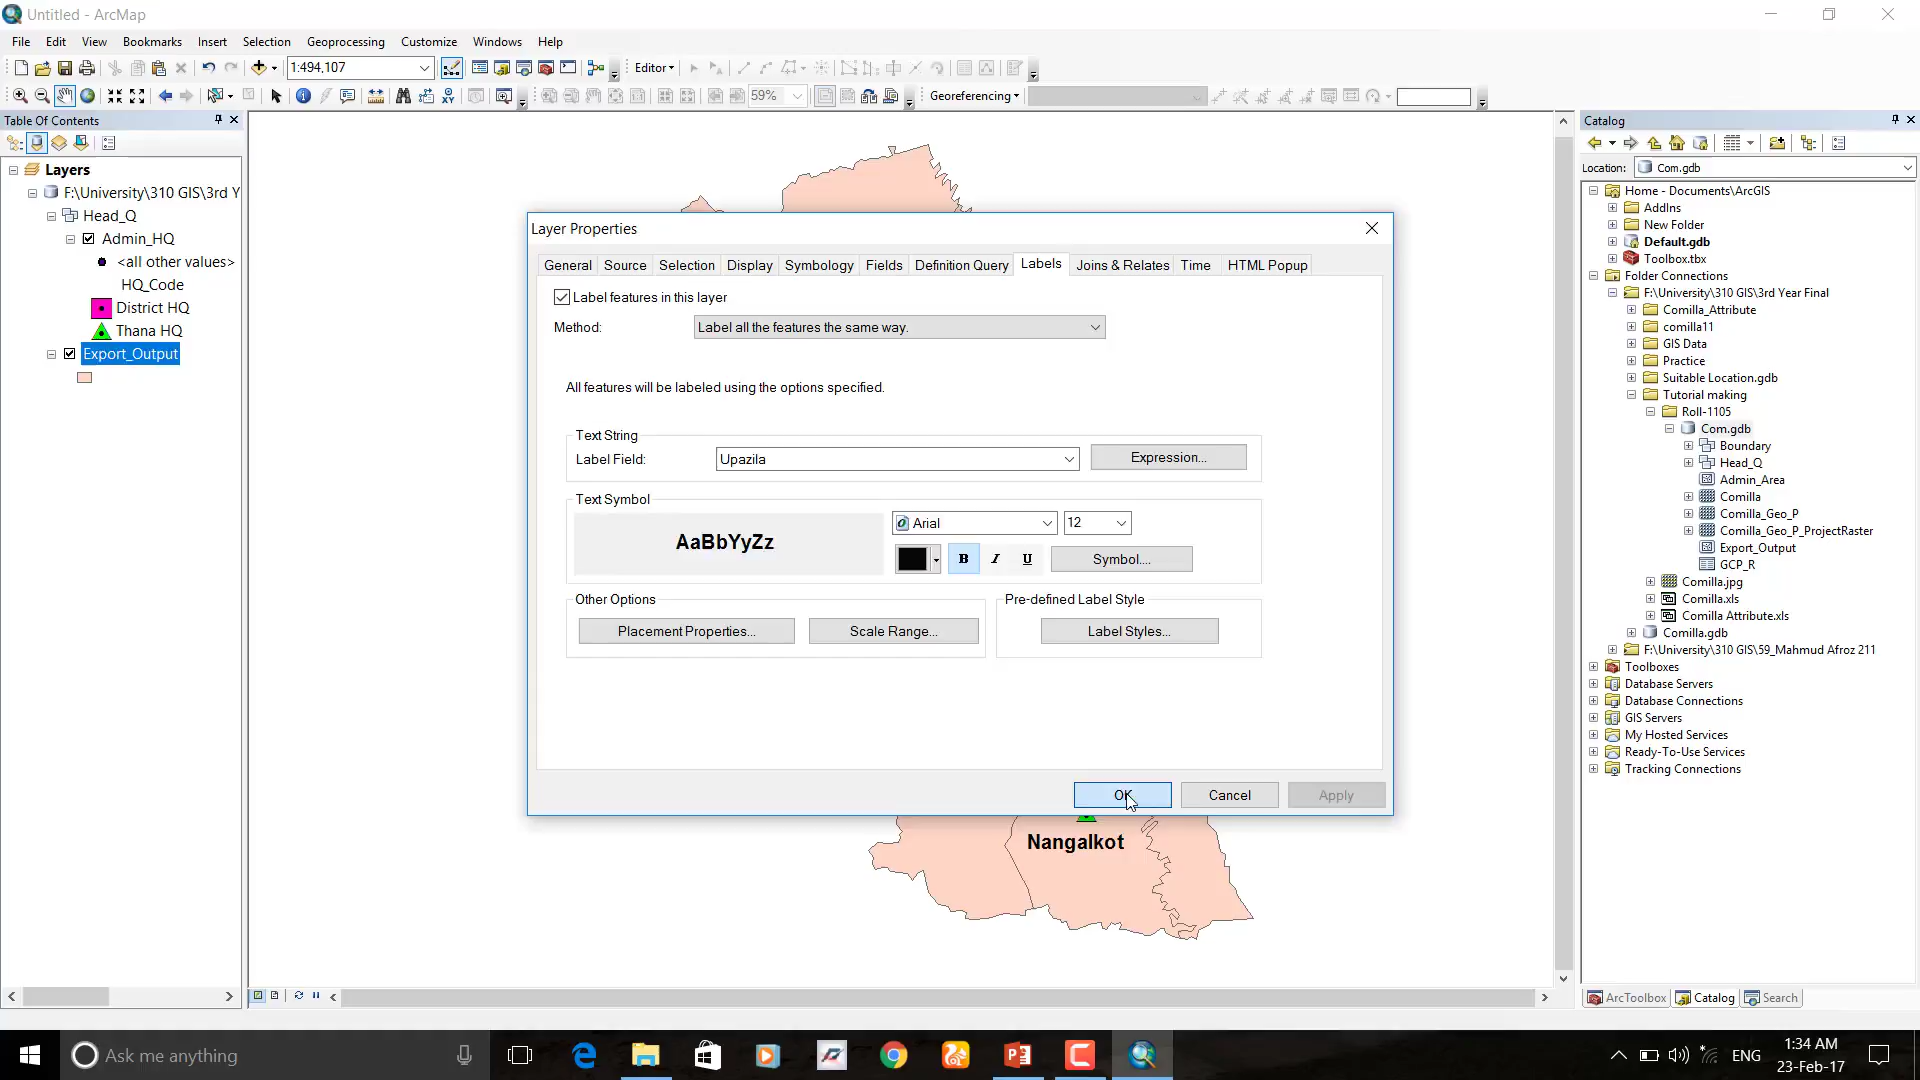 Untitled - ArcMap
File Edit View Bookmarks Insert Selection Geoprocessing Customize Windows Help
1:494,107 Editor
59% Georeferencing
Table Of Contents
Layers
F:\University\310 GIS\3rd Y
Head_Q
Admin_HQ
<all other values>
HQ_Code
District HQ
Thana HQ
Export_Output
Layer Properties
General Source Selection Display Symbology Fields Definition Query Labels Joins & Relates Time HTML Popup
Label features in this layer
Method: Label all the features the same way.
All features will be labeled using the options specified.
Text String
Label Field: Upazila Expression...
Text Symbol
AaBbYyZz
Arial 12
B I U Symbol....
Other Options
Placement Properties... Scale Range...
Pre-defined Label Style
Label Styles...
OK Cancel Apply
Nangalkot
Catalog
Location: Com.gdb
Home - Documents\ArcGIS
AddIns
New Folder
Default.gdb
Toolbox.tbx
Folder Connections
F:\University\310 GIS\3rd Year Final
Comilla_Attribute
comilla11
GIS Data
Practice
Suitable Location.gdb
Tutorial making
Roll-1105
Com.gdb
Boundary
Head_Q
Admin_Area
Comilla
Comilla_Geo_P
Comilla_Geo_P_ProjectRaster
Export_Output
GCP_R
Comilla.jpg
Comilla.xls
Comilla Attribute.xls
Comilla.gdb
F:\University\310 GIS\59_Mahmud Afroz 211
Toolboxes
Database Servers
Database Connections
GIS Servers
My Hosted Services
Ready-To-Use Services
Tracking Connections
ArcToolbox Catalog Search
Ask me anything
ENG
1:34 AM
23-Feb-17